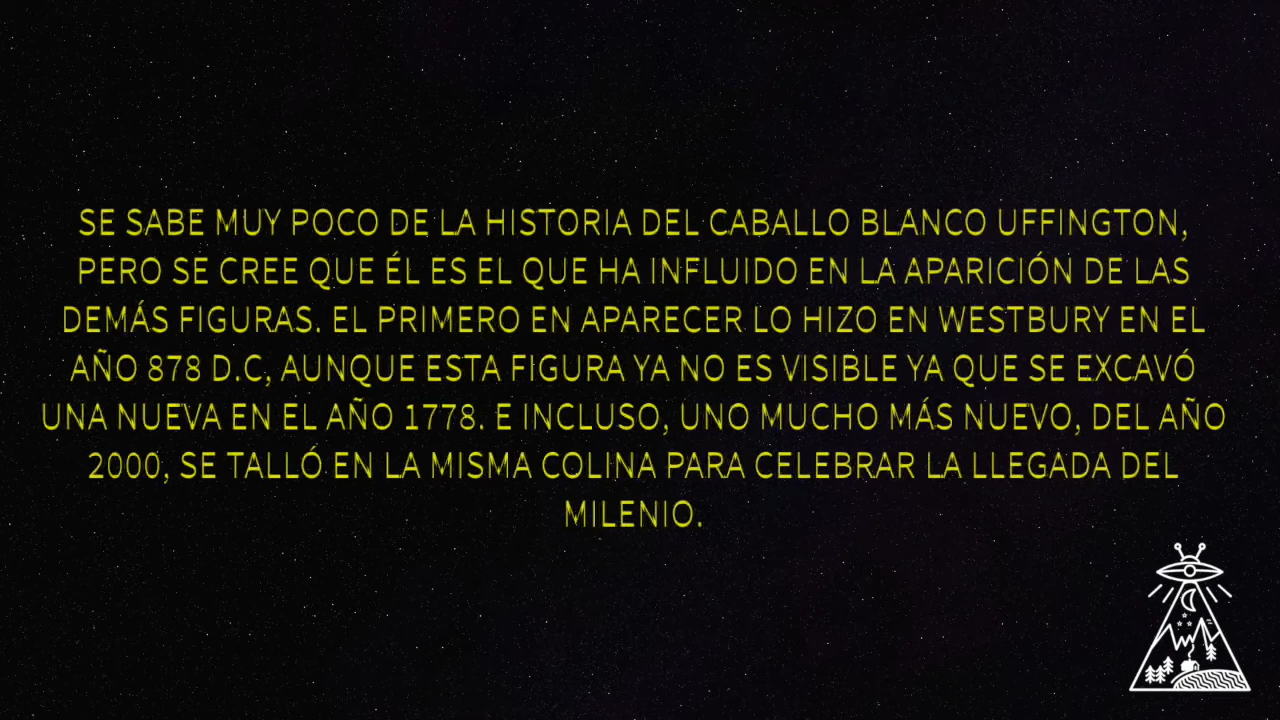 SE SABE MUY POCO DE LA HISTORIA DEL CABALLO BLANCO UFFINGTON,
PERO SE CREE QUE ÉL ES EL QUE HA INFLUIDO EN LA APARICIÓN DE LAS
DEMÁS FIGURAS. EL PRIMERO EN APARECER LO HIZO EN WESTBURY EN EL
AÑO 878 D.C, AUNQUE ESTA FIGURA YA NO ES VISIBLE YA QUE SE EXCAVÓ
UNA NUEVA EN EL AÑO 1778. E INCLUSO, UNO MUCHO MÁS NUEVO, DEL AÑO
2000, SE TALLÓ EN LA MISMA COLINA PARA CELEBRAR LA LLEGADA DEL
MILENIO.